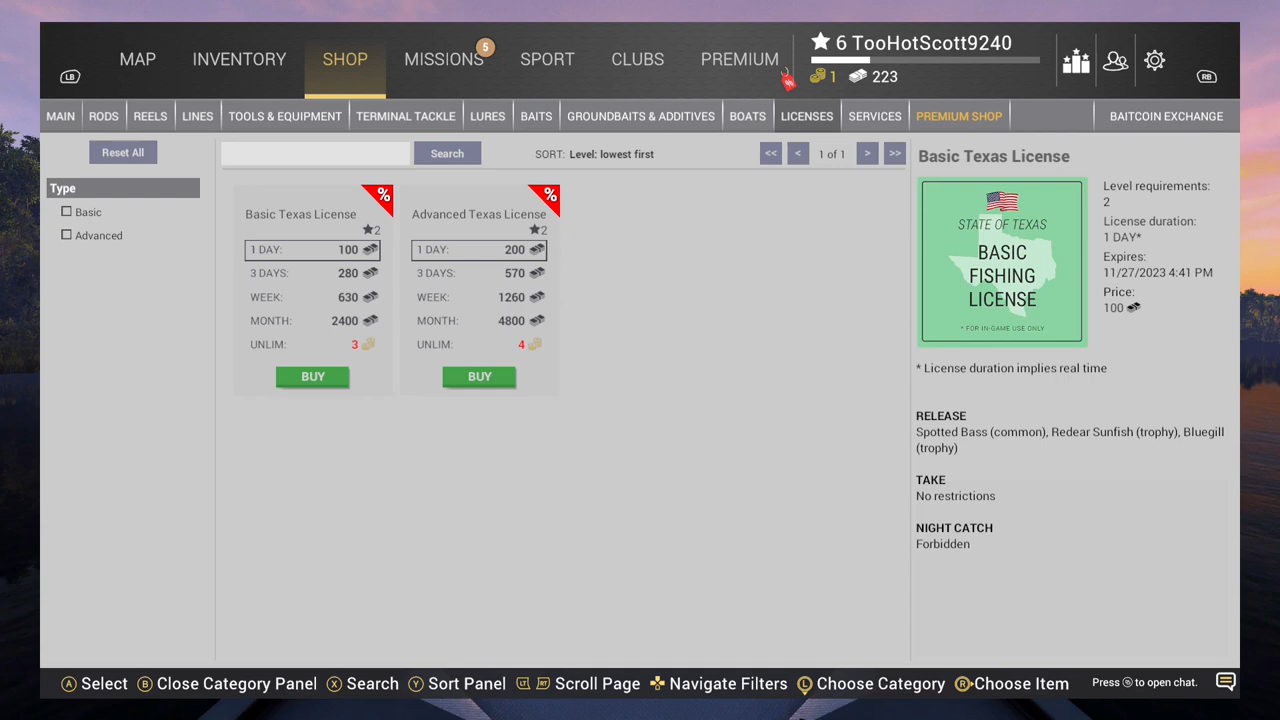 MAP INVENTORY SHOP MISSIONS 5 SPORT CLUBS PREMIUM %
6 TooHotScott9240
1 223
LB RB
MAIN RODS REELS LINES TOOLS & EQUIPMENT TERMINAL TACKLE LURES BAITS GROUNDBAITS & ADDITIVES BOATS LICENSES SERVICES PREMIUM SHOP BAITCOIN EXCHANGE
Reset All
Search SORT: Level: lowest first << < 1 of 1 > >>
Type
Basic
Advanced
%
Basic Texas License
2
1 DAY: 100
3 DAYS: 280
WEEK: 630
MONTH: 2400
UNLIM: 3
BUY
%
Advanced Texas License
2
1 DAY: 200
3 DAYS: 570
WEEK: 1260
MONTH: 4800
UNLIM: 4
BUY
Basic Texas License
STATE OF TEXAS
BASIC
FISHING
LICENSE
* FOR IN-GAME USE ONLY
Level requirements:
2
License duration:
1 DAY*
Expires:
11/27/2023 4:41 PM
Price:
100
* License duration implies real time
RELEASE
Spotted Bass (common), Redear Sunfish (trophy), Bluegill
(trophy)
TAKE
No restrictions
NIGHT CATCH
Forbidden
A Select B Close Category Panel X Search Y Sort Panel LT RT Scroll Page Navigate Filters L Choose Category R Choose Item Press to open chat.